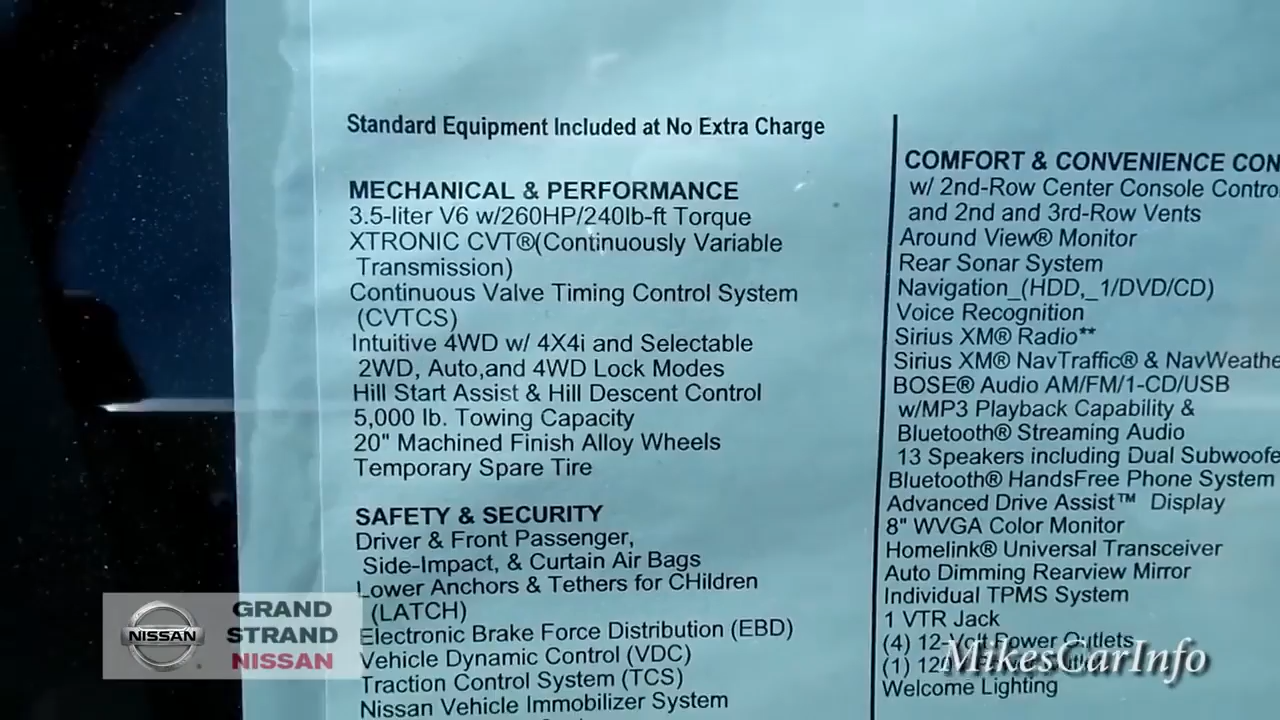 Standard Equipment Included at No Extra Charge
MECHANICAL & PERFORMANCE
3.5-liter V6 w/260HP/240lb-ft Torque
XTRONIC CVT®(Continuously Variable
Transmission)
Continuous Valve Timing Control System
(CVTCS)
Intuitive 4WD w/ 4X4i and Selectable
2WD, Auto,and 4WD Lock Modes
Hill Start Assist & Hill Descent Control
5,000 lb. Towing Capacity
20" Machined Finish Alloy Wheels
Temporary Spare Tire
SAFETY & SECURITY
Driver & Front Passenger,
Side-Impact, & Curtain Air Bags
Lower Anchors & Tethers for CHildren
(LATCH)
Electronic Brake Force Distribution (EBD)
Vehicle Dynamic Control (VDC)
Traction Control System (TCS)
Nissan Vehicle Immobilizer System
COMFORT & CONVENIENCE CON
w/ 2nd-Row Center Console Contro
and 2nd and 3rd-Row Vents
Around View® Monitor
Rear Sonar System
Navigation_(HDD,_1/DVD/CD)
Voice Recognition
Sirius XM® Radio**
Sirius XM® NavTraffic® & NavWeathe
BOSE® Audio AM/FM/1-CD/USB
w/MP3 Playback Capability &
Bluetooth® Streaming Audio
13 Speakers including Dual Subwoofe
Bluetooth® HandsFree Phone System
Advanced Drive Assist™ Display
8" WVGA Color Monitor
Homelink® Universal Transceiver
Auto Dimming Rearview Mirror
Individual TPMS System
1 VTR Jack
(4) 12-Volt Power Outlets
(1)
Welcome Lighting
NISSAN
GRAND
STRAND
NISSAN
MikesCarInfo